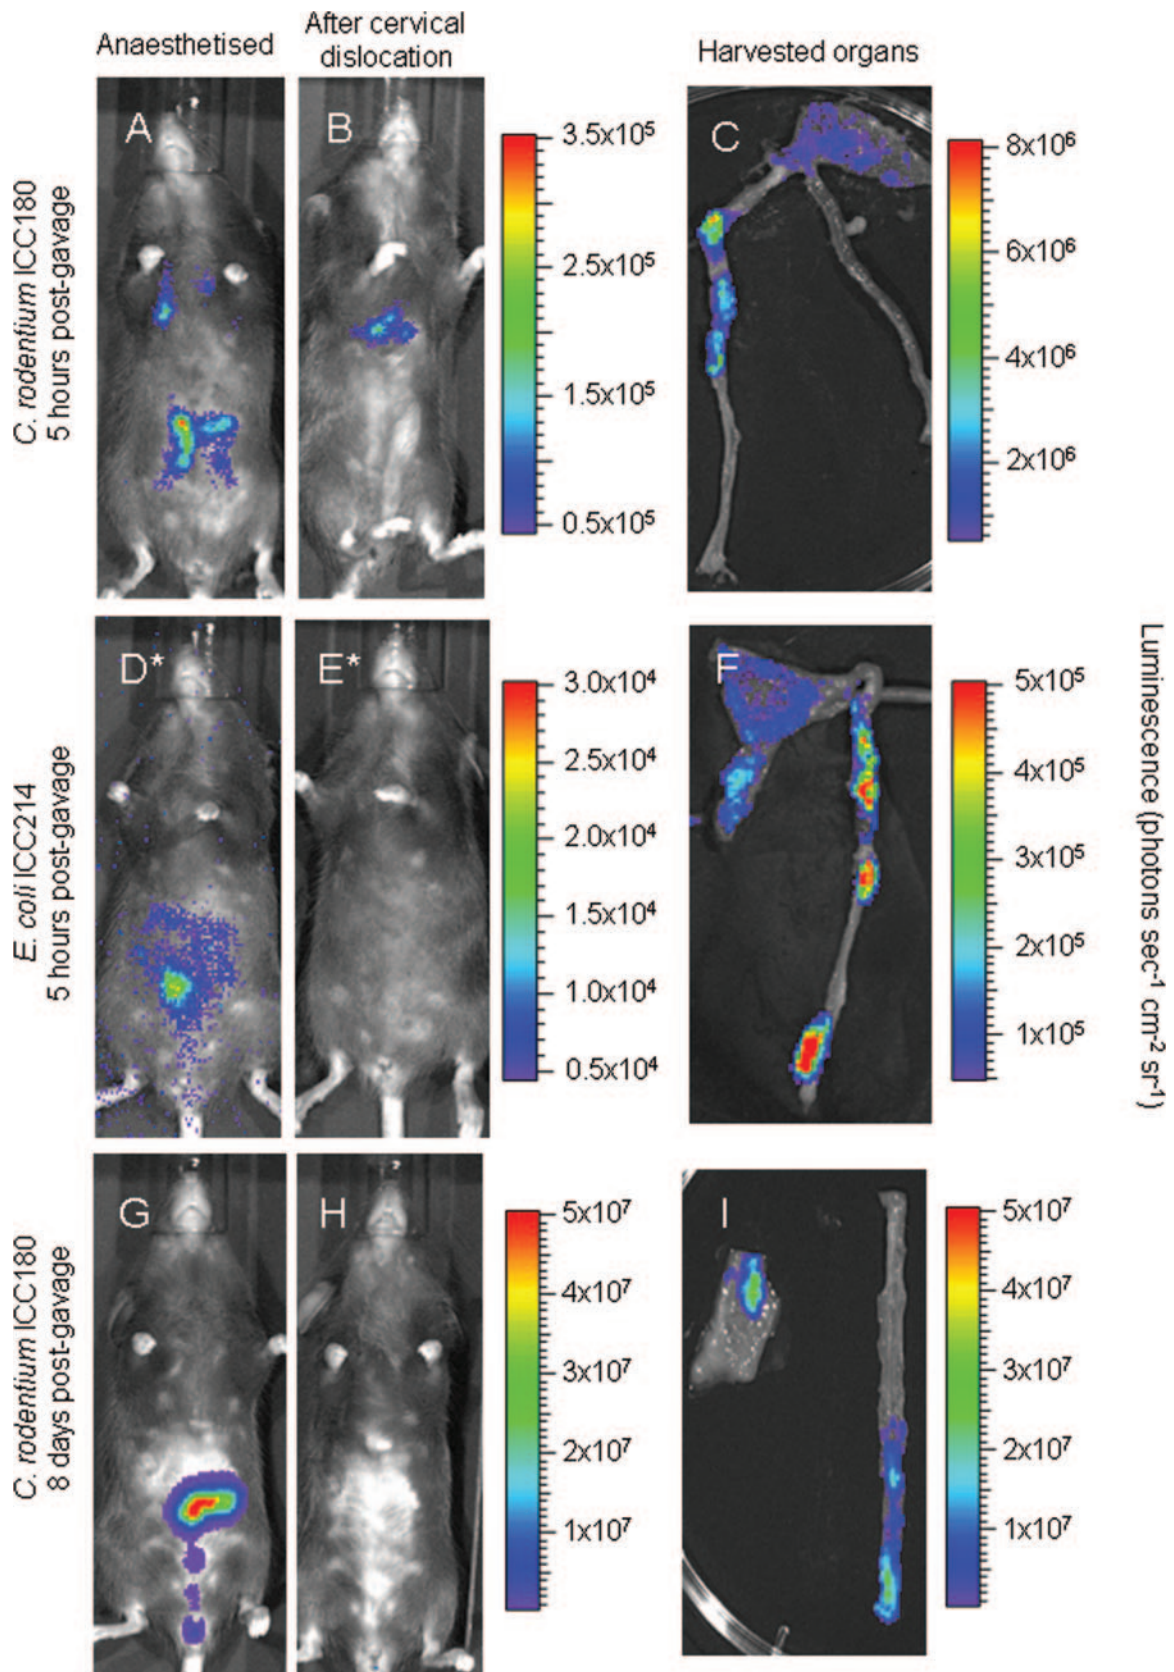 Anaesthetised
After cervical
dislocation
Harvested organs
C. rodentium ICC180
5 hours post-gavage
A
B
3.5x10⁵
2.5x10⁵
1.5x10⁵
0.5x10⁵
C
8x10⁶
6x10⁶
4x10⁶
2x10⁶
E. coli ICC214
5 hours post-gavage
D*
E*
3.0x10⁴
2.5x10⁴
2.0x10⁴
1.5x10⁴
1.0x10⁴
0.5x10⁴
F
5x10⁵
4x10⁵
3x10⁵
2x10⁵
1x10⁵
Luminescence (photons sec⁻¹ cm⁻² sr⁻¹)
C. rodentium ICC180
8 days post-gavage
G
H
5x10⁷
4x10⁷
3x10⁷
2x10⁷
1x10⁷
I
5x10⁷
4x10⁷
3x10⁷
2x10⁷
1x10⁷